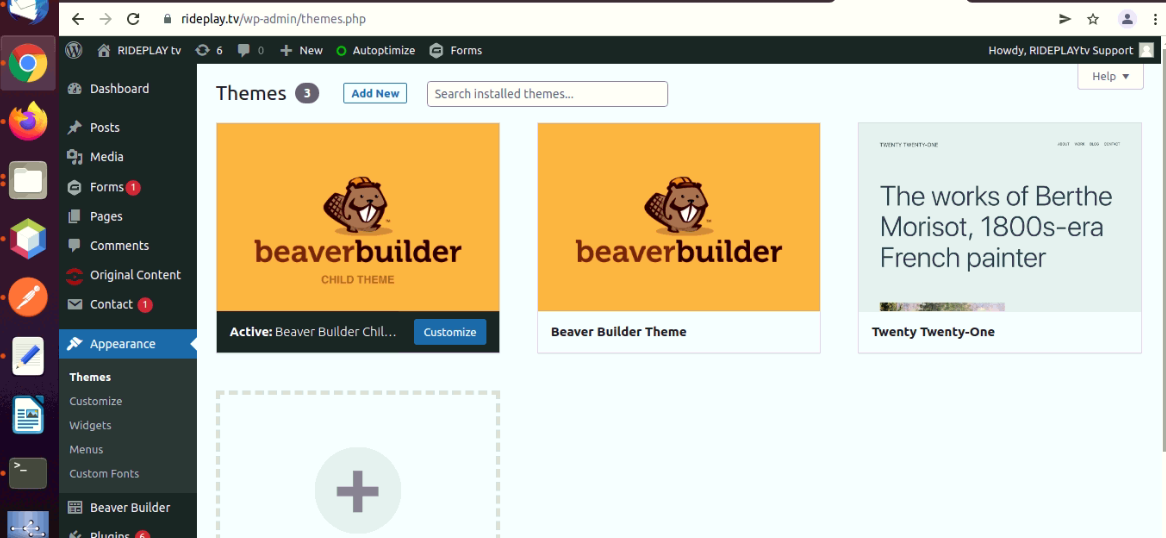 rideplay.tv/wp-admin/themes.php
RIDEPLAY tv
6
0
New
Autoptimize
Forms
Howdy, RIDEPLAYtv Support
Dashboard
Posts
Media
Forms 1
Pages
Comments
Original Content
Contact 1
Appearance
Themes
Customize
Widgets
Menus
Custom Fonts
Beaver Builder
Plugins 6
Help
Themes 3
Add New
Search installed themes...
beaverbuilder
CHILD THEME
Active: Beaver Builder Chil...
Customize
beaverbuilder
Beaver Builder Theme
TWENTY TWENTY-ONE
ABOUT WORK BLOG CONTACT
The works of Berthe
Morisot, 1800s-era
French painter
Twenty Twenty-One